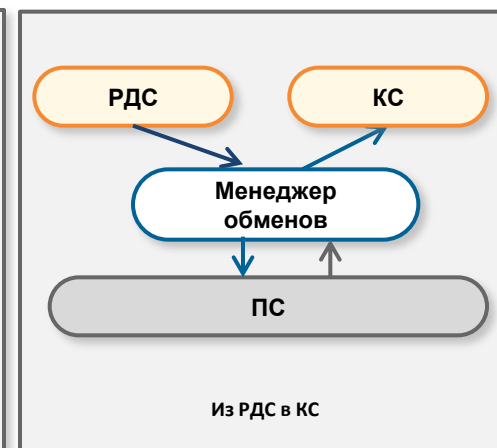 РДС
КС
Менеджер
обменов
ПС
Из РДС в КС